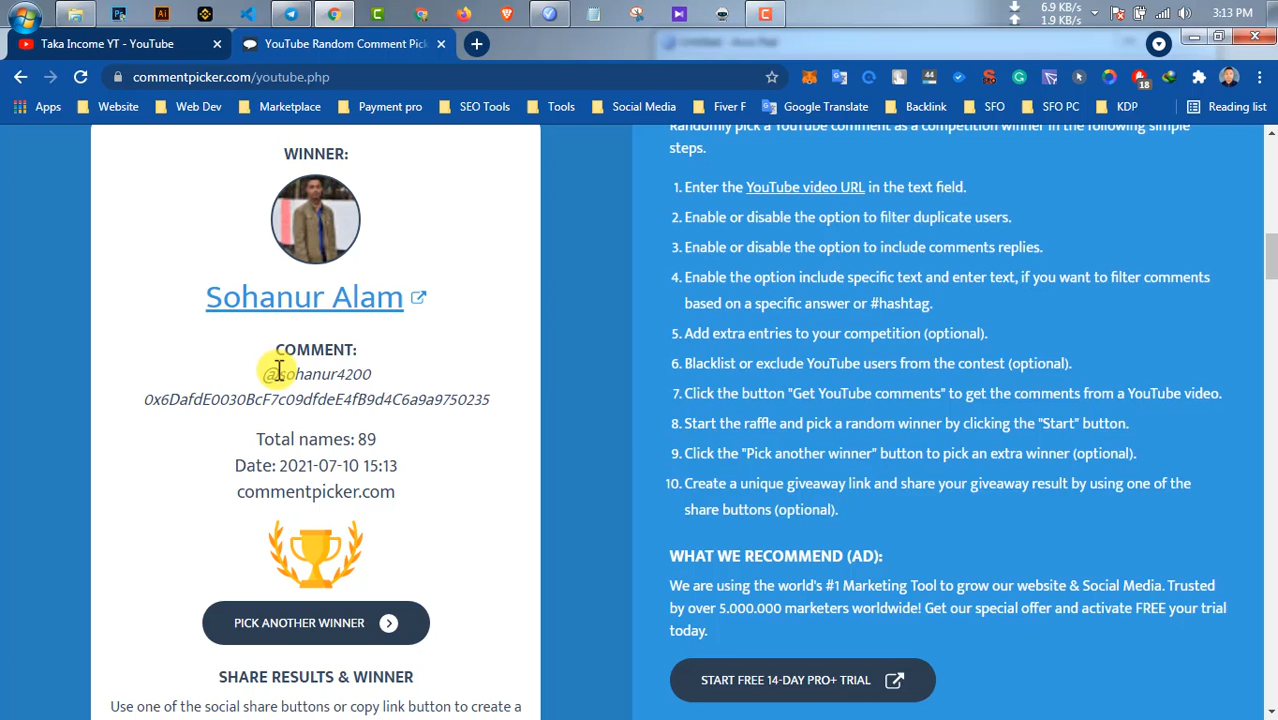 6.9 KB/s
1.9 KB/s
3:13 PM
Taka Income YT - YouTube
YouTube Random Comment Pick
commentpicker.com/youtube.php
44
18
Apps
Website
Web Dev
Marketplace
Payment pro
SEO Tools
Tools
Social Media
Fiver F
Google Translate
Backlink
SFO
SFO PC
KDP
Reading list
WINNER:
Sohanur Alam
COMMENT:
@sohanur4200
0x6DafdE0030BcF7c09dfdeE4fB9d4C6a9a9750235
Total names: 89
Date: 2021-07-10 15:13
commentpicker.com
PICK ANOTHER WINNER
SHARE RESULTS & WINNER
Use one of the social share buttons or copy link button to create a
Randomly pick a YouTube comment as a competition winner in the following simple
steps.
1. Enter the YouTube video URL in the text field.
2. Enable or disable the option to filter duplicate users.
3. Enable or disable the option to include comments replies.
4. Enable the option include specific text and enter text, if you want to filter comments
based on a specific answer or #hashtag.
5. Add extra entries to your competition (optional).
6. Blacklist or exclude YouTube users from the contest (optional).
7. Click the button "Get YouTube comments" to get the comments from a YouTube video.
8. Start the raffle and pick a random winner by clicking the "Start" button.
9. Click the "Pick another winner" button to pick an extra winner (optional).
10. Create a unique giveaway link and share your giveaway result by using one of the
share buttons (optional).
WHAT WE RECOMMEND (AD):
We are using the world's #1 Marketing Tool to grow our website & Social Media. Trusted
by over 5.000.000 marketers worldwide! Get our special offer and activate FREE your trial
today.
START FREE 14-DAY PRO+ TRIAL